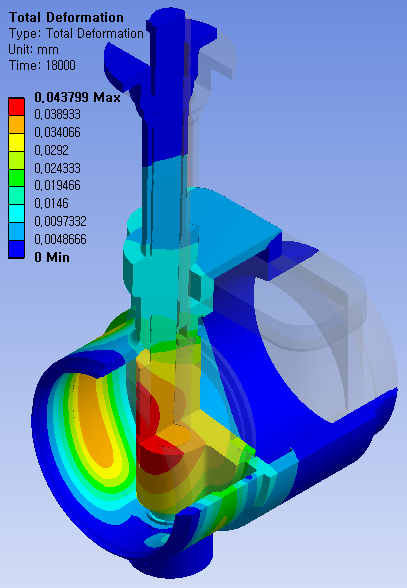 Total Deformation
Type: Total Deformation
Unit: mm
Time: 18000
0,043799 Max
0,038933
0,034066
0,0292
0,024333
0,019466
0,0146
0,0097332
0,0048666
0 Min